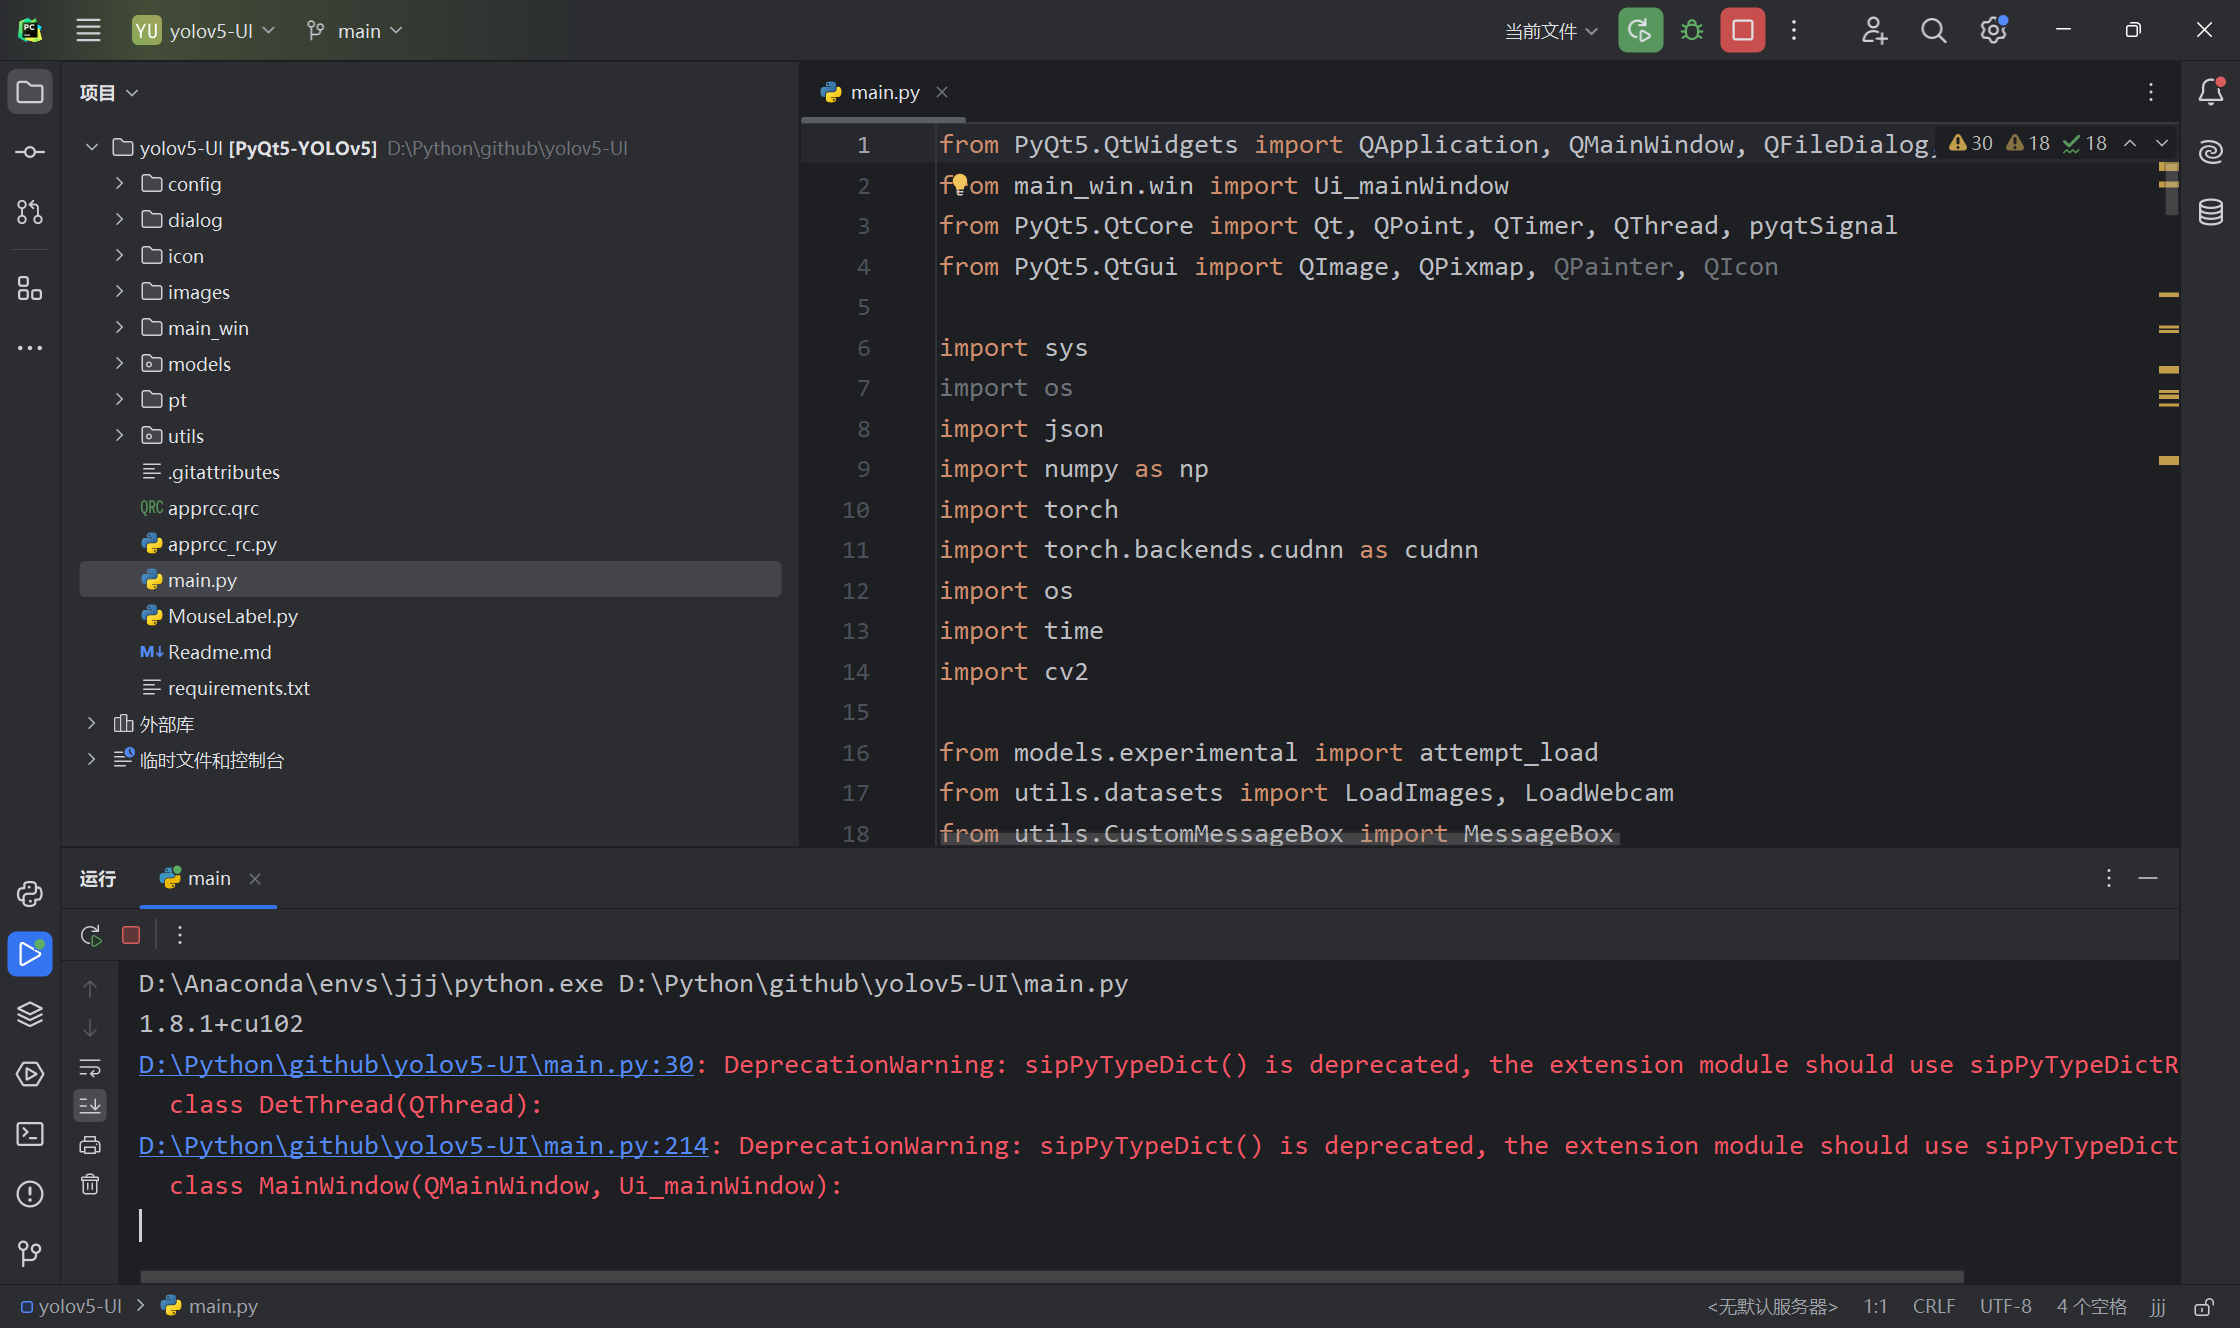 YU yolov5-UI main 当前文件
项目
yolov5-UI [PyQt5-YOLOv5] D:\Python\github\yolov5-UI
config
dialog
icon
images
main_win
models
pt
utils
.gitattributes
QRC apprcc.qrc
apprcc_rc.py
main.py
MouseLabel.py
M↓ Readme.md
requirements.txt
外部库
临时文件和控制台
main.py
30 18 18
1 from PyQt5.QtWidgets import QApplication, QMainWindow, QFileDialog,
2 from main_win.win import Ui_mainWindow
3 from PyQt5.QtCore import Qt, QPoint, QTimer, QThread, pyqtSignal
4 from PyQt5.QtGui import QImage, QPixmap, QPainter, QIcon
5
6 import sys
7 import os
8 import json
9 import numpy as np
10 import torch
11 import torch.backends.cudnn as cudnn
12 import os
13 import time
14 import cv2
15
16 from models.experimental import attempt_load
17 from utils.datasets import LoadImages, LoadWebcam
18 from utils.CustomMessageBox import MessageBox
运行 main
D:\Anaconda\envs\jjj\python.exe D:\Python\github\yolov5-UI\main.py
1.8.1+cu102
D:\Python\github\yolov5-UI\main.py:30: DeprecationWarning: sipPyTypeDict() is deprecated, the extension module should use sipPyTypeDictR
class DetThread(QThread):
D:\Python\github\yolov5-UI\main.py:214: DeprecationWarning: sipPyTypeDict() is deprecated, the extension module should use sipPyTypeDict
class MainWindow(QMainWindow, Ui_mainWindow):
yolov5-UI main.py <无默认服务器> 1:1 CRLF UTF-8 4 个空格 jjj